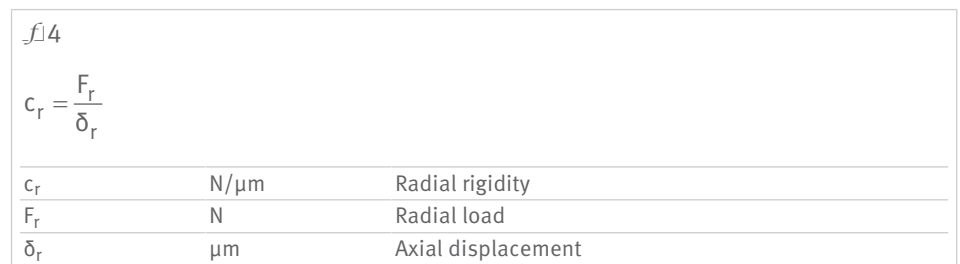 f 4
c_r = F_r / δ_r
c_r N/µm Radial rigidity
F_r N Radial load
δ_r µm Axial displacement